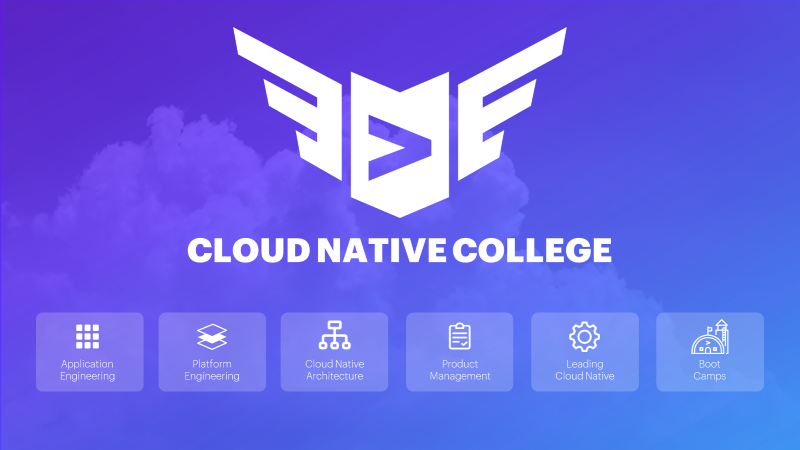 CLOUD NATIVE COLLEGE
Application
Engineering
Platform
Engineering
Cloud Native
Architecture
Product
Management
Leading
Cloud Native
Boot
Camps